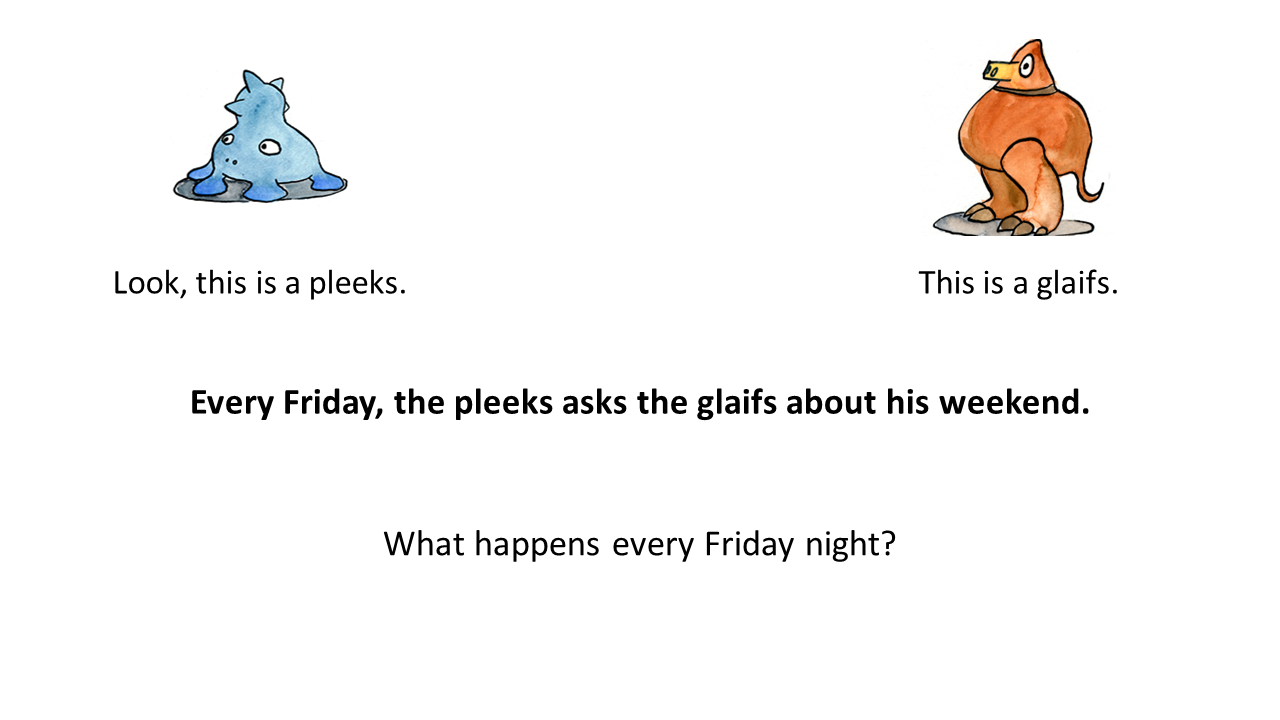 Look, this is a pleeks.
This is a glaifs.
Every Friday, the pleeks asks the glaifs about his weekend.
What happens every Friday night?